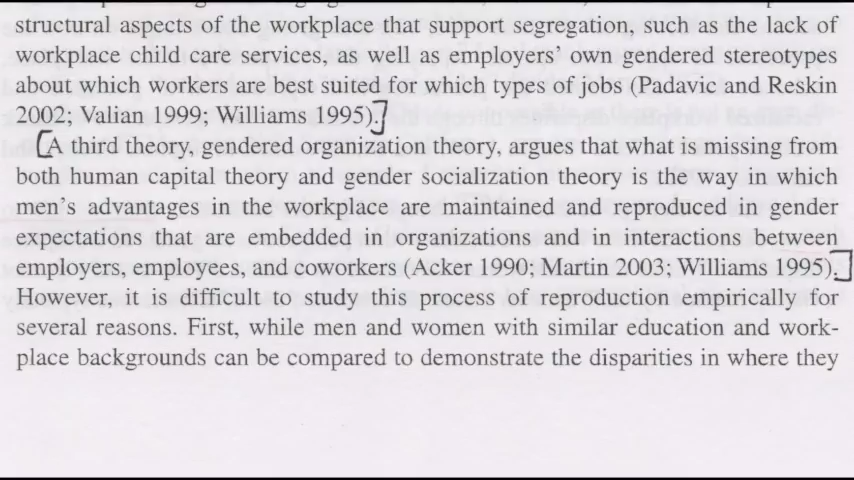 structural aspects of the workplace that support segregation, such as the lack of
workplace child care services, as well as employers' own gendered stereotypes
about which workers are best suited for which types of jobs (Padavic and Reskin
2002; Valian 1999; Williams 1995).]
[A third theory, gendered organization theory, argues that what is missing from
both human capital theory and gender socialization theory is the way in which
men's advantages in the workplace are maintained and reproduced in gender
expectations that are embedded in organizations and in interactions between
employers, employees, and coworkers (Acker 1990; Martin 2003; Williams 1995).]
However, it is difficult to study this process of reproduction empirically for
several reasons. First, while men and women with similar education and work-
place backgrounds can be compared to demonstrate the disparities in where they